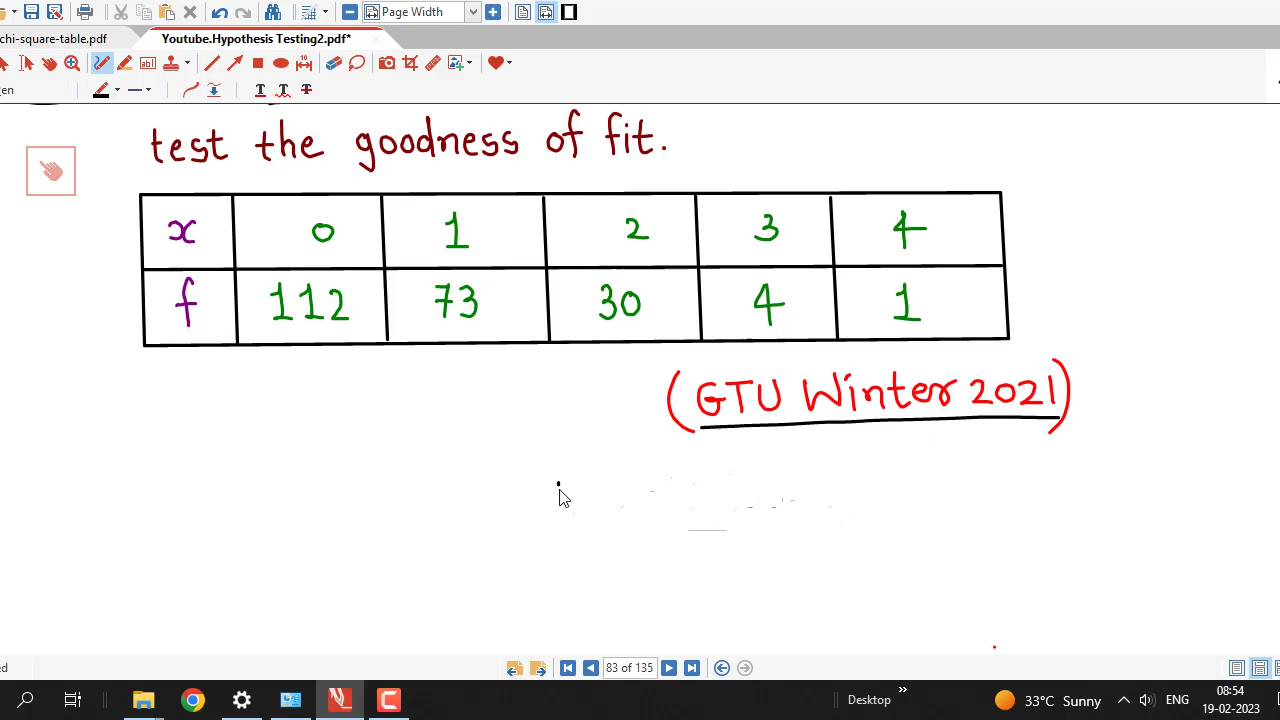 Page Width
chi-square-table.pdf
Youtube.Hypothesis Testing2.pdf*
test the goodness of fit.
x 0 1 2 3 4
f 112 73 30 4 1
(GTU Winter 2021)
83 of 135
Desktop
33°C Sunny
ENG
08:54
19-02-2023